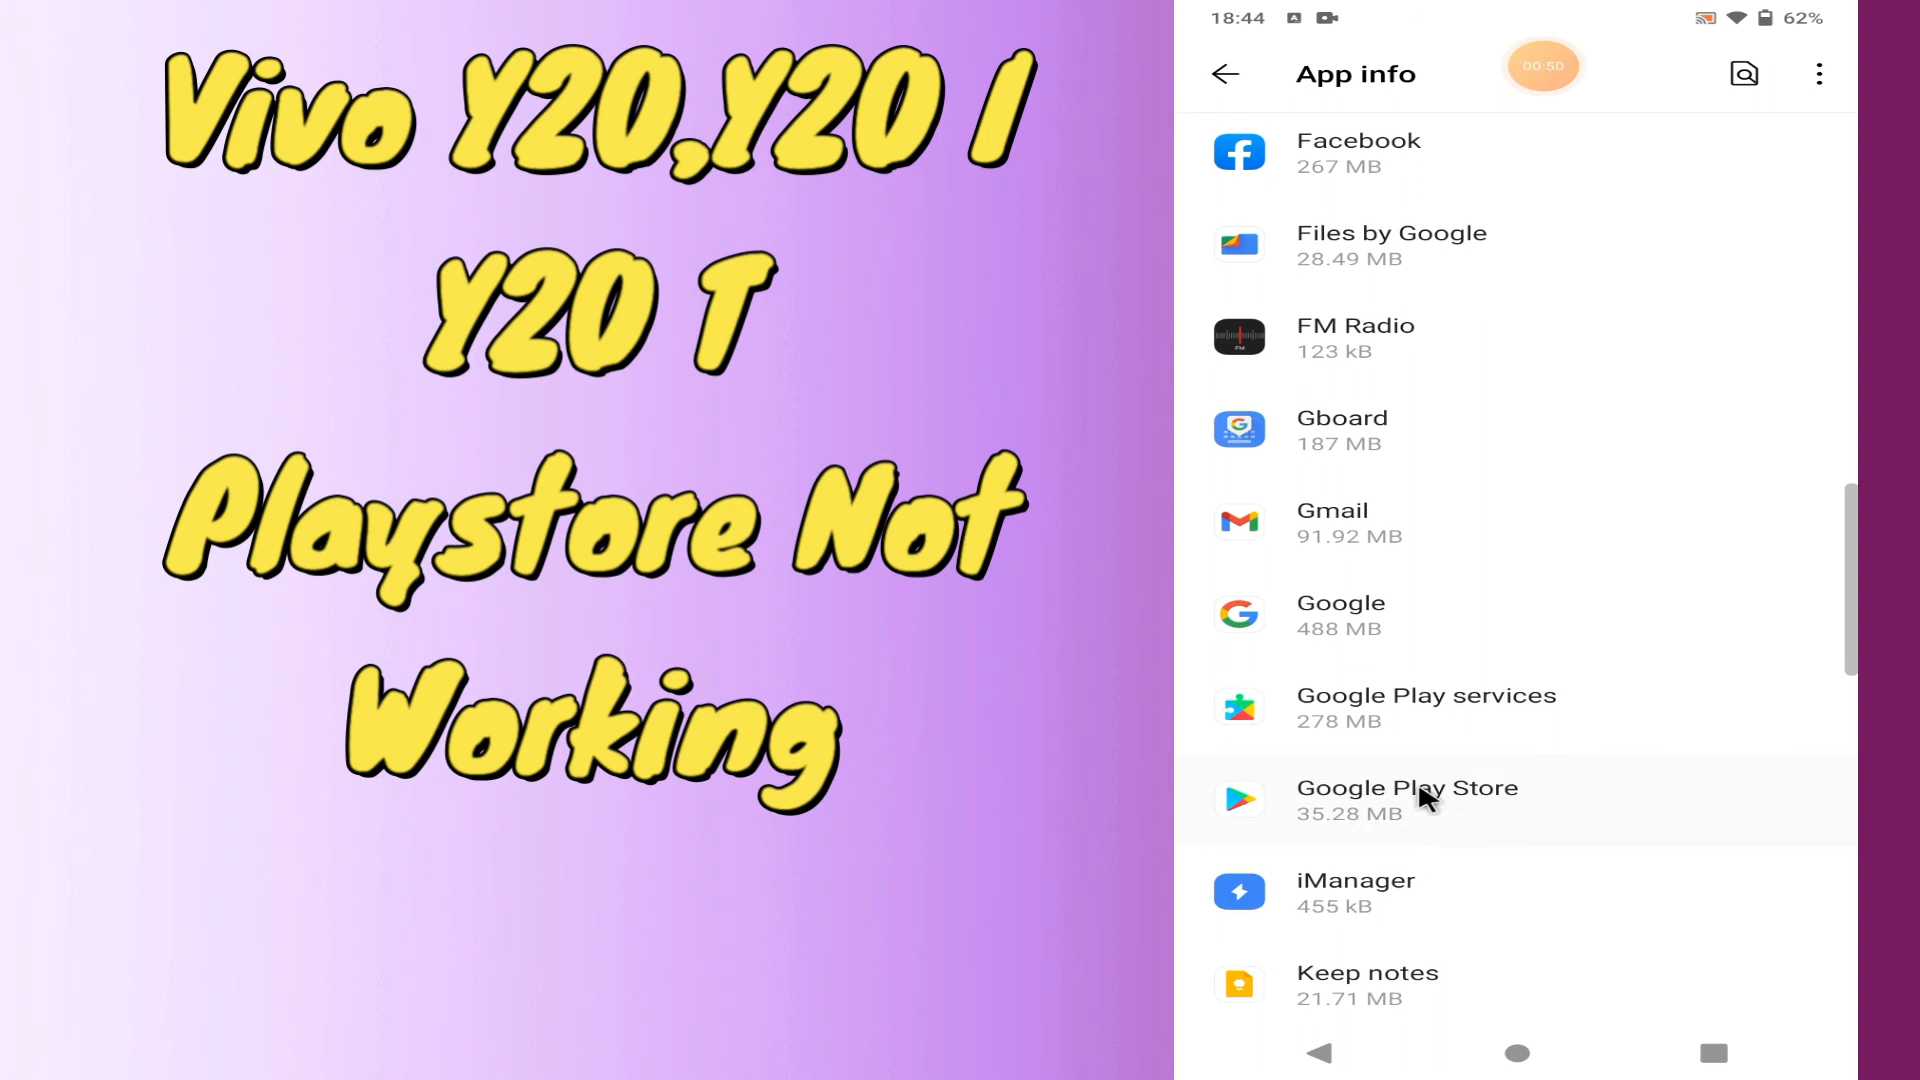 Vivo Y20,Y20 I
Y20 T
Playstore Not
Working
18:44
62%
App info
00:50
Facebook
267 MB
Files by Google
28.49 MB
FM Radio
123 kB
FM
Gboard
187 MB
Gmail
91.92 MB
Google
488 MB
Google Play services
278 MB
Google Play Store
35.28 MB
iManager
455 kB
Keep notes
21.71 MB